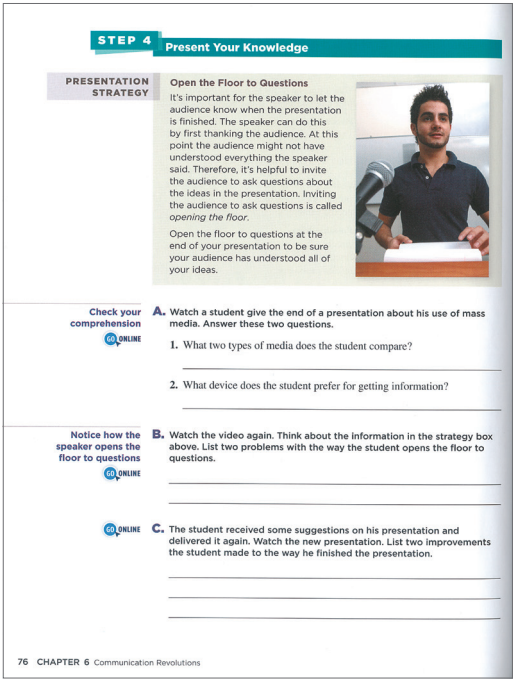 STEP 4
Present Your Knowledge
PRESENTATION
STRATEGY
Open the Floor to Questions
It's important for the speaker to let the
audience know when the presentation
is finished. The speaker can do this
by first thanking the audience. At this
point the audience might not have
understood everything the speaker
said. Therefore, it's helpful to invite
the audience to ask questions about
the ideas in the presentation. Inviting
the audience to ask questions is called
opening the floor.
Open the floor to questions at the
end of your presentation to be sure
your audience has understood all of
your ideas.
Check your
comprehension
GO ONLINE
A. Watch a student give the end of a presentation about his use of mass
media. Answer these two questions.
1. What two types of media does the student compare?
2. What device does the student prefer for getting information?
Notice how the
speaker opens the
floor to questions
GO ONLINE
B. Watch the video again. Think about the information in the strategy box
above. List two problems with the way the student opens the floor to
questions.
GO ONLINE
C. The student received some suggestions on his presentation and
delivered it again. Watch the new presentation. List two improvements
the student made to the way he finished the presentation.
76 CHAPTER 6 Communication Revolutions